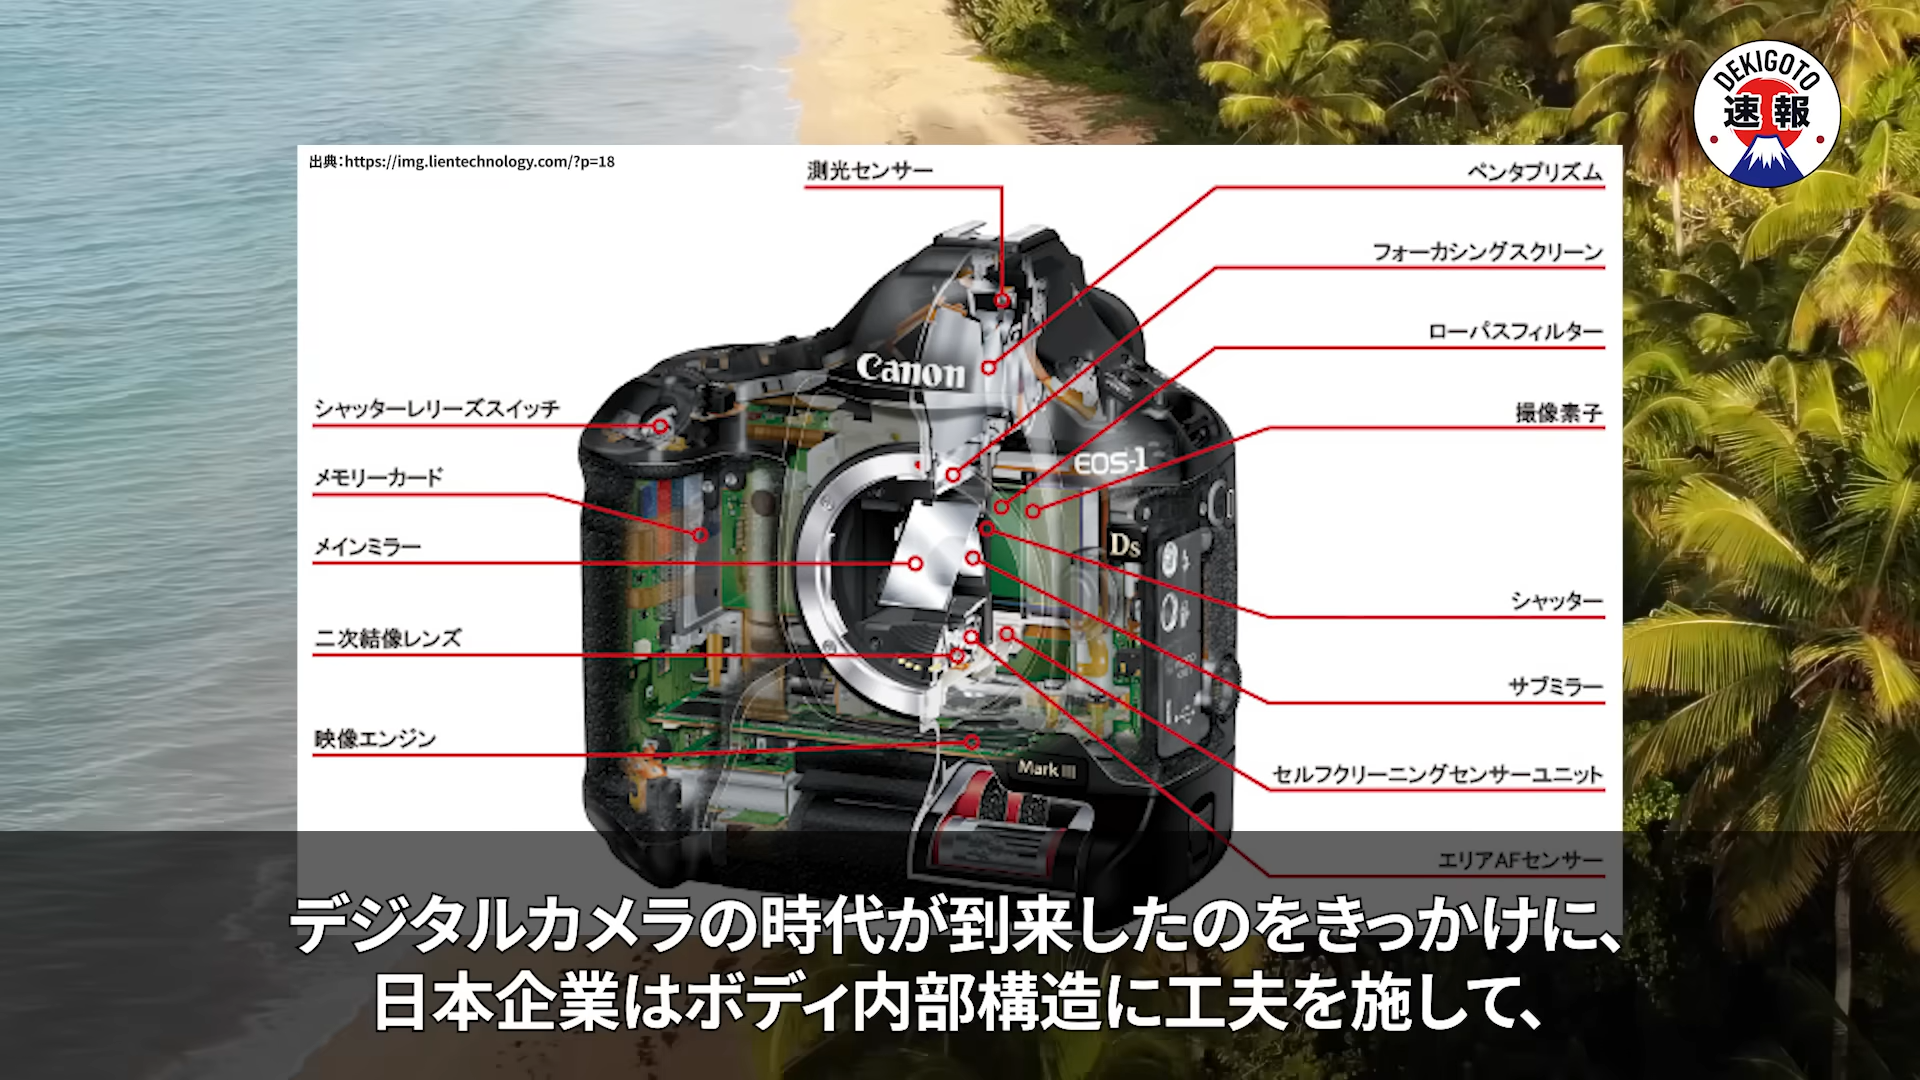 DEKIGOTO
速報
出典：https://img.lientechnology.com/?p=18
測光センサー
ペンタプリズム
フォーカシングスクリーン
ローパスフィルター
撮像素子
シャッターレリーズスイッチ
メモリーカード
メインミラー
二次結像レンズ
映像エンジン
Canon
EOS-1
Ds
Mark III
シャッター
サブミラー
セルフクリーニングセンサーユニット
エリアAFセンサー
デジタルカメラの時代が到来したのをきっかけに、
日本企業はボディ内部構造に工夫を施して、